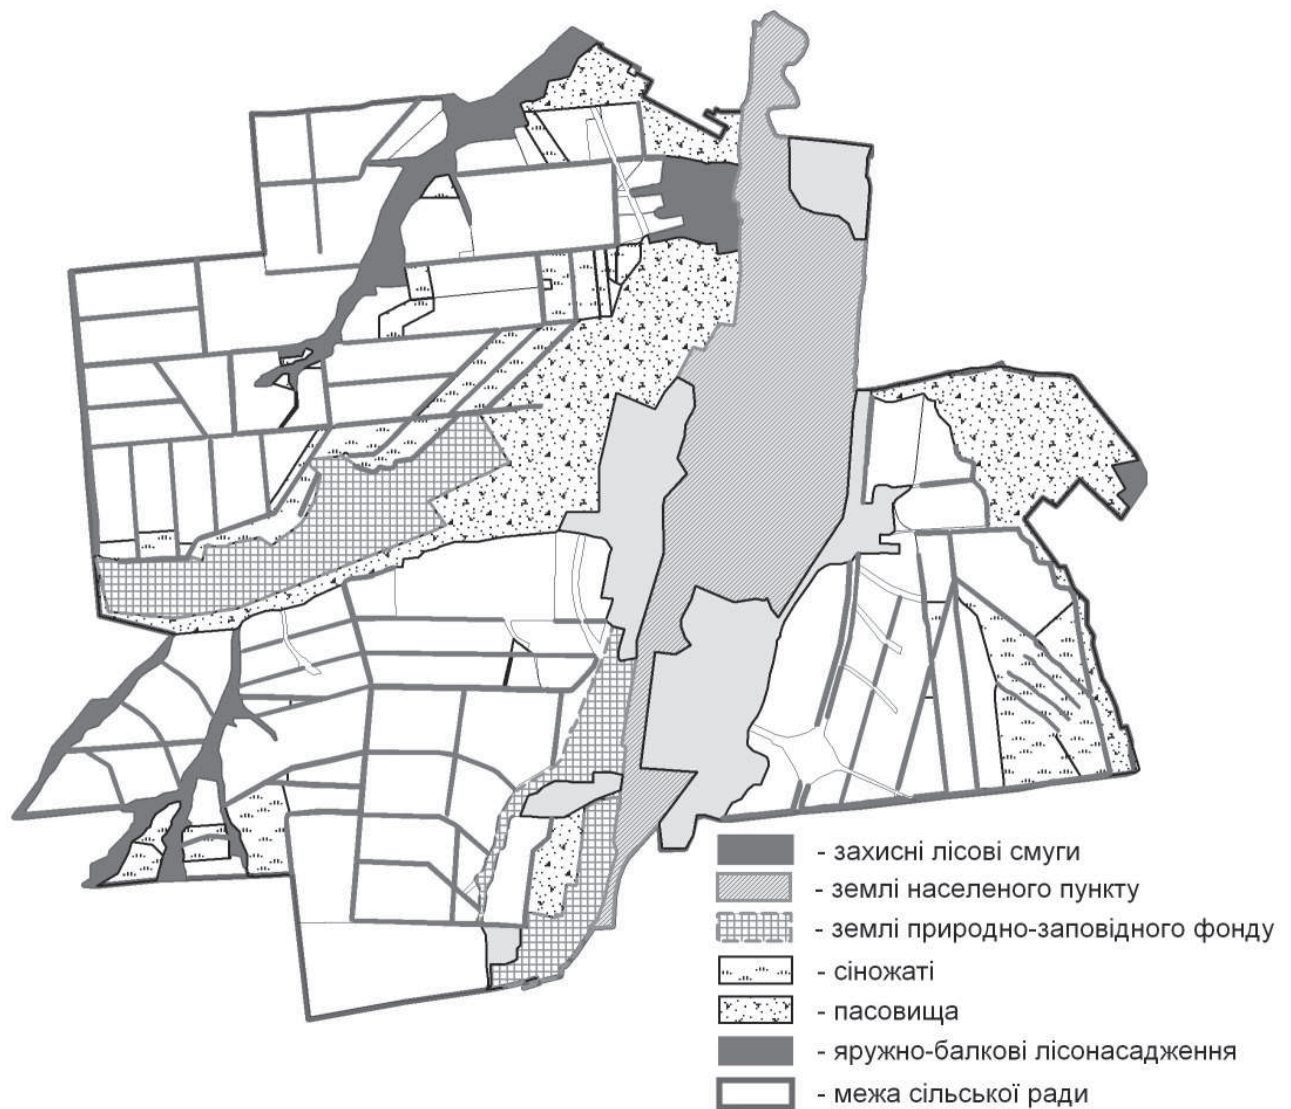 - захисні лісові смуги
- землі населеного пункту
- землі природно-заповідного фонду
- сіножаті
- пасовища
- яружно-балкові лісонасадження
- межа сільської ради